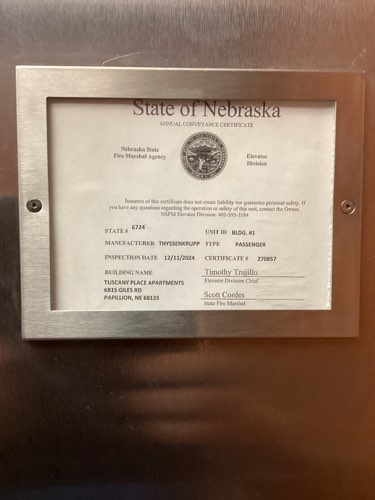 State of Nebraska
ANNUAL CONVEYANCE CERTIFICATE
Nebraska State
Fire Marshal Agency
Elevator
Division
Issuance of this certificate does not create liability nor guarantee personal safety. If
you have any questions regarding the operation or safety of this unit, contact the Owner.
NSFM Elevator Division: 402-395-3184
STATE # 6724 UNIT ID BLDG. #1
MANUFACTURER THYSSENKRUPP TYPE PASSENGER
INSPECTION DATE 12/11/2024 CERTIFICATE # 270857
BUILDING NAME
TUSCANY PLACE APARTMENTS
6815 GILES RD
PAPILLION, NE 68133
Timothy Trujillo
Elevator Division Chief
Scott Cordes
State Fire Marshal